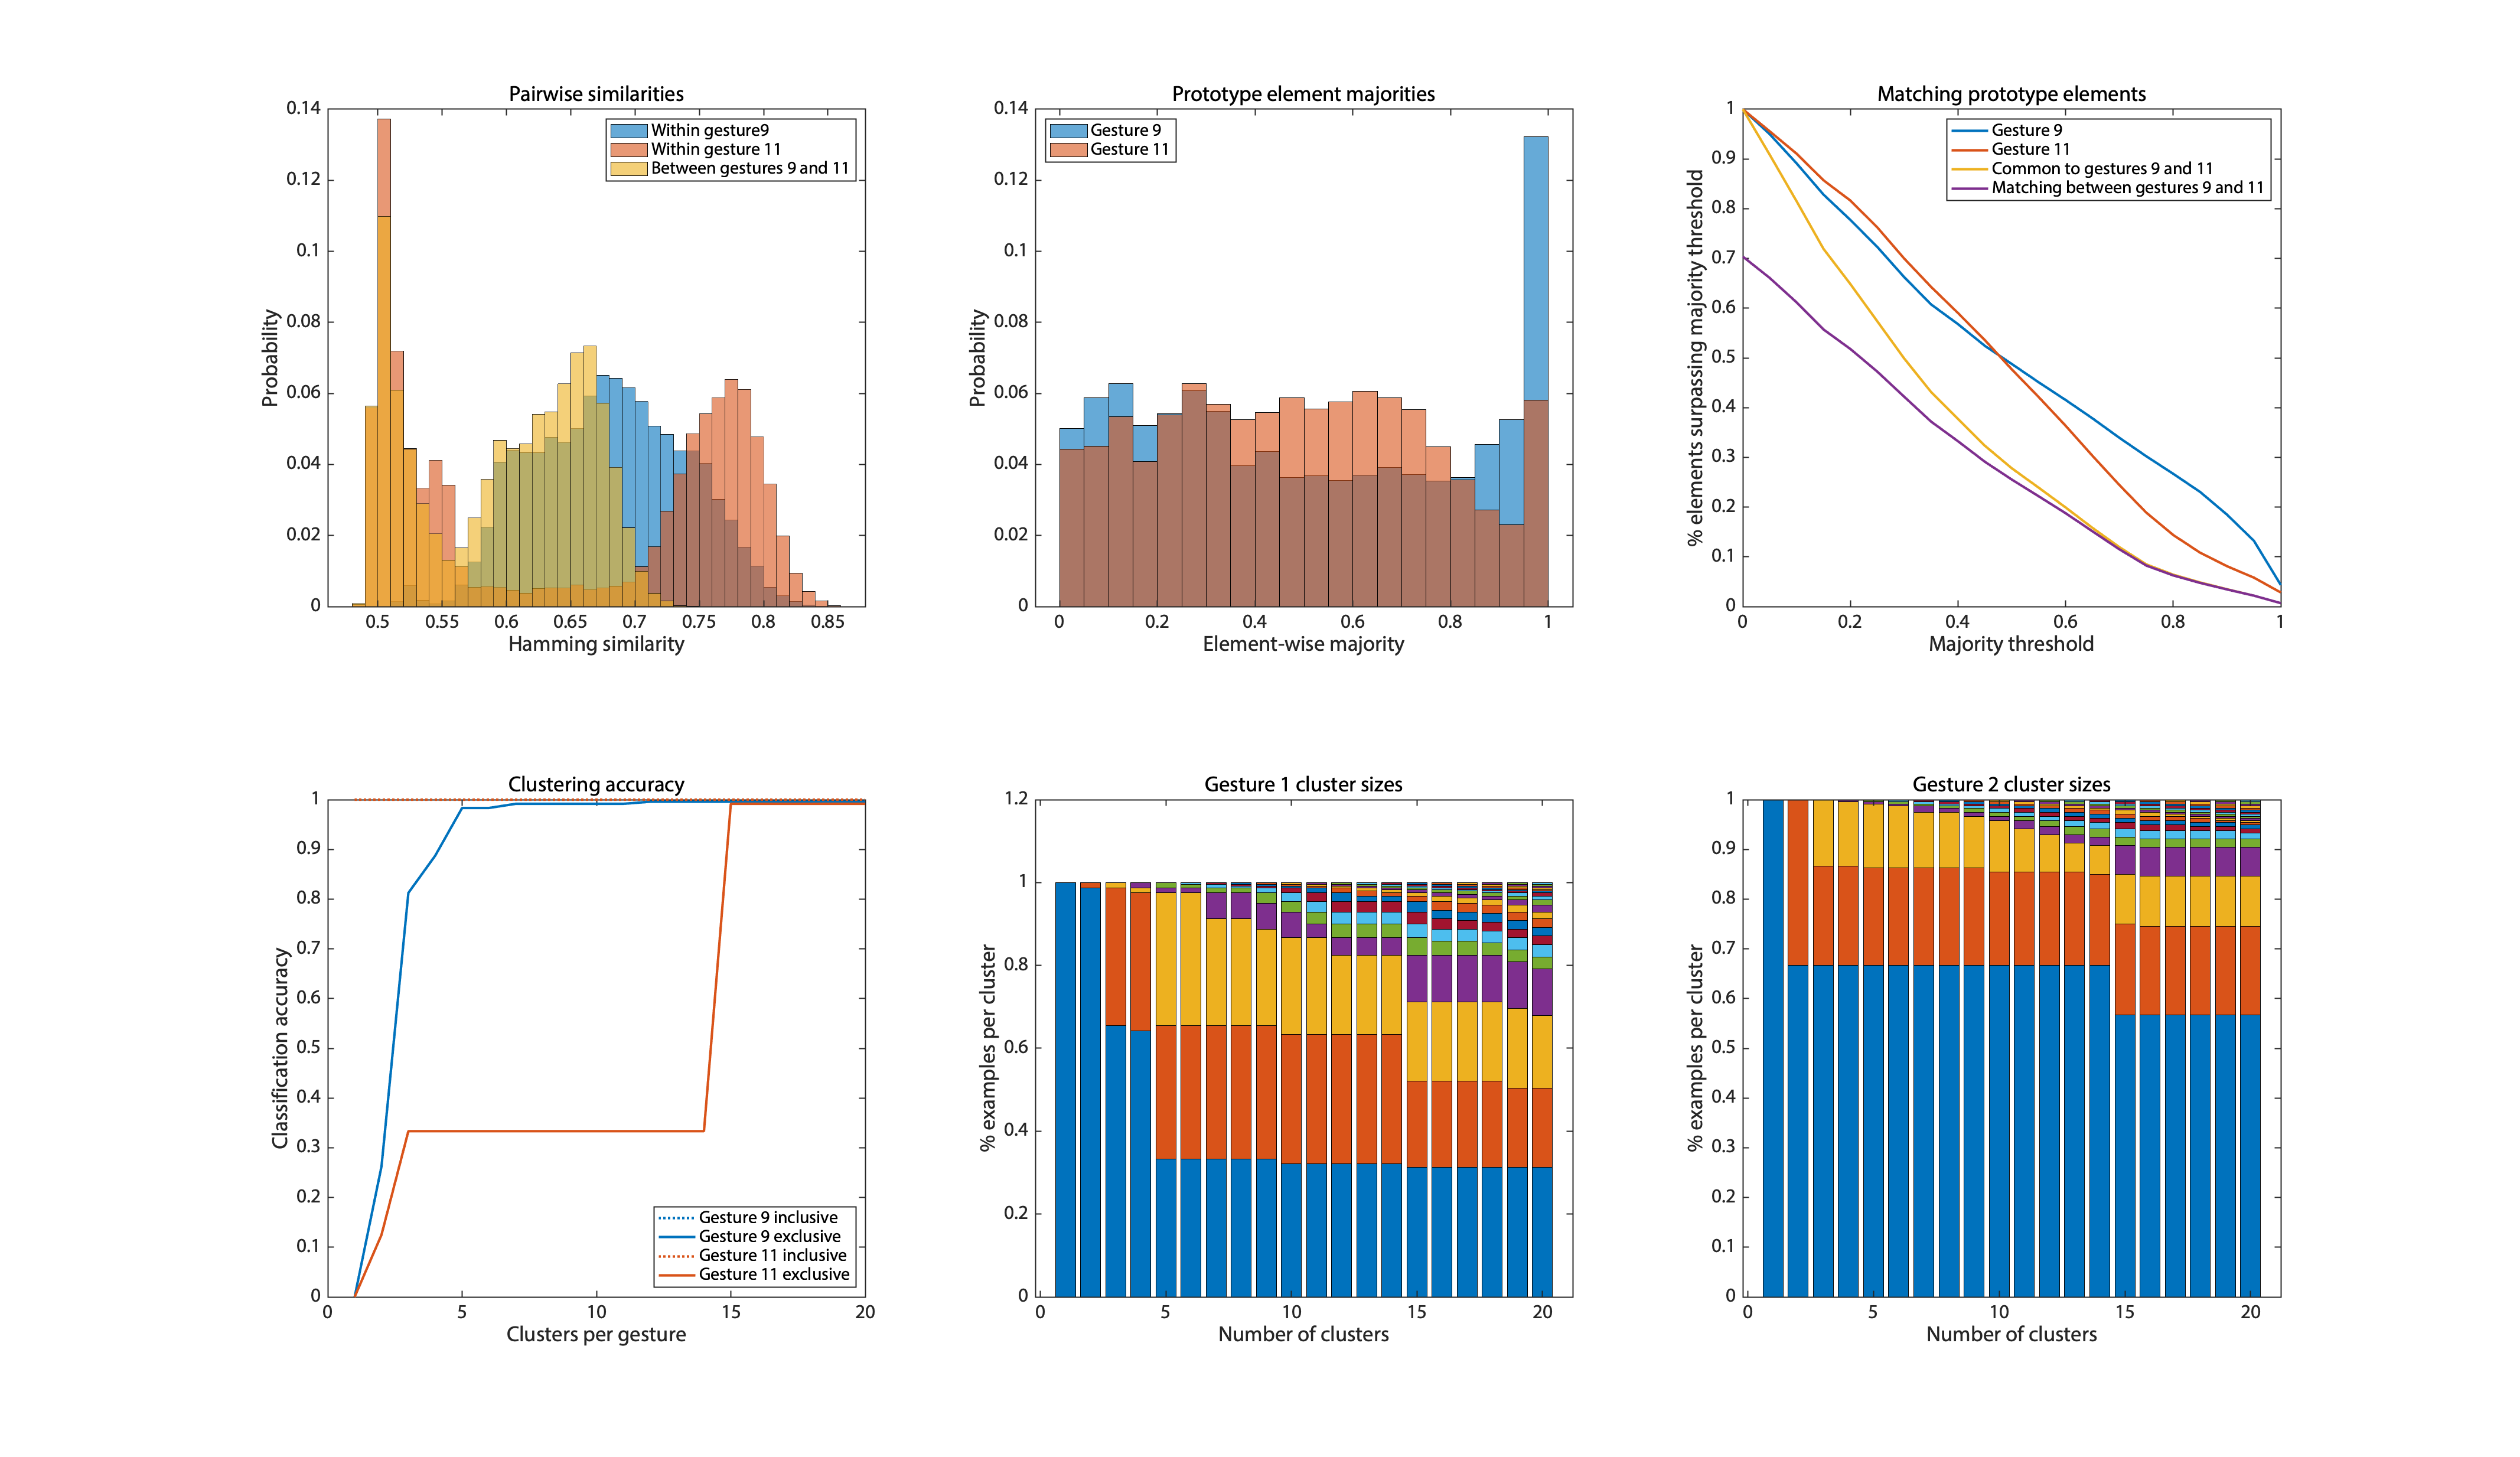 Pairwise similarities
0.14
0.12
0.1
0.08
0.06
0.04
0.02
0
Probability
Within gesture9
Within gesture 11
Between gestures 9 and 11
0.5 0.55 0.6 0.65 0.7 0.75 0.8 0.85
Hamming similarity
Prototype element majorities
0.14
0.12
0.1
0.08
0.06
0.04
0.02
0
Probability
Gesture 9
Gesture 11
0 0.2 0.4 0.6 0.8 1
Element-wise majority
Matching prototype elements
1
0.9
0.8
0.7
0.6
0.5
0.4
0.3
0.2
0.1
0
% elements surpassing majority threshold
Gesture 9
Gesture 11
Common to gestures 9 and 11
Matching between gestures 9 and 11
0 0.2 0.4 0.6 0.8 1
Majority threshold
Clustering accuracy
1
0.9
0.8
0.7
0.6
0.5
0.4
0.3
0.2
0.1
0
Classification accuracy
Gesture 9 inclusive
Gesture 9 exclusive
Gesture 11 inclusive
Gesture 11 exclusive
0 5 10 15 20
Clusters per gesture
Gesture 1 cluster sizes
1.2
1
0.8
0.6
0.4
0.2
0
% examples per cluster
0 5 10 15 20
Number of clusters
Gesture 2 cluster sizes
1
0.9
0.8
0.7
0.6
0.5
0.4
0.3
0.2
0.1
0
% examples per cluster
0 5 10 15 20
Number of clusters